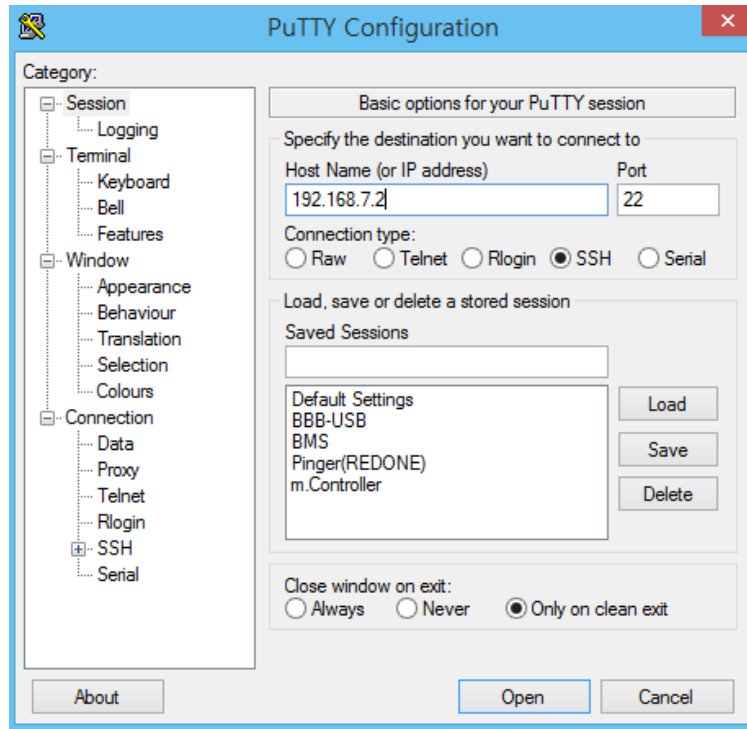 PuTTY Configuration
Category:
Session
Logging
Terminal
Keyboard
Bell
Features
Window
Appearance
Behaviour
Translation
Selection
Colours
Connection
Data
Proxy
Telnet
Rlogin
SSH
Serial
Basic options for your PuTTY session
Specify the destination you want to connect to
Host Name (or IP address) Port
192.168.7.2 22
Connection type:
Raw Telnet Rlogin SSH Serial
Load, save or delete a stored session
Saved Sessions
Default Settings
BBB-USB
BMS
Pinger(REDONE)
m.Controller
Load
Save
Delete
Close window on exit:
Always Never Only on clean exit
About Open Cancel